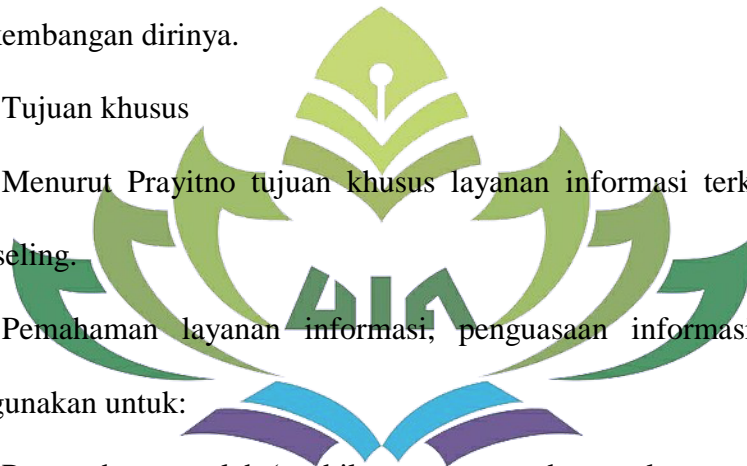 kembangan dirinya.
Tujuan khusus
Menurut Prayitno tujuan khusus layanan informasi terk
seling.
UIN
Pemahaman layanan informasi, penguasaan informasi
gunakan untuk: